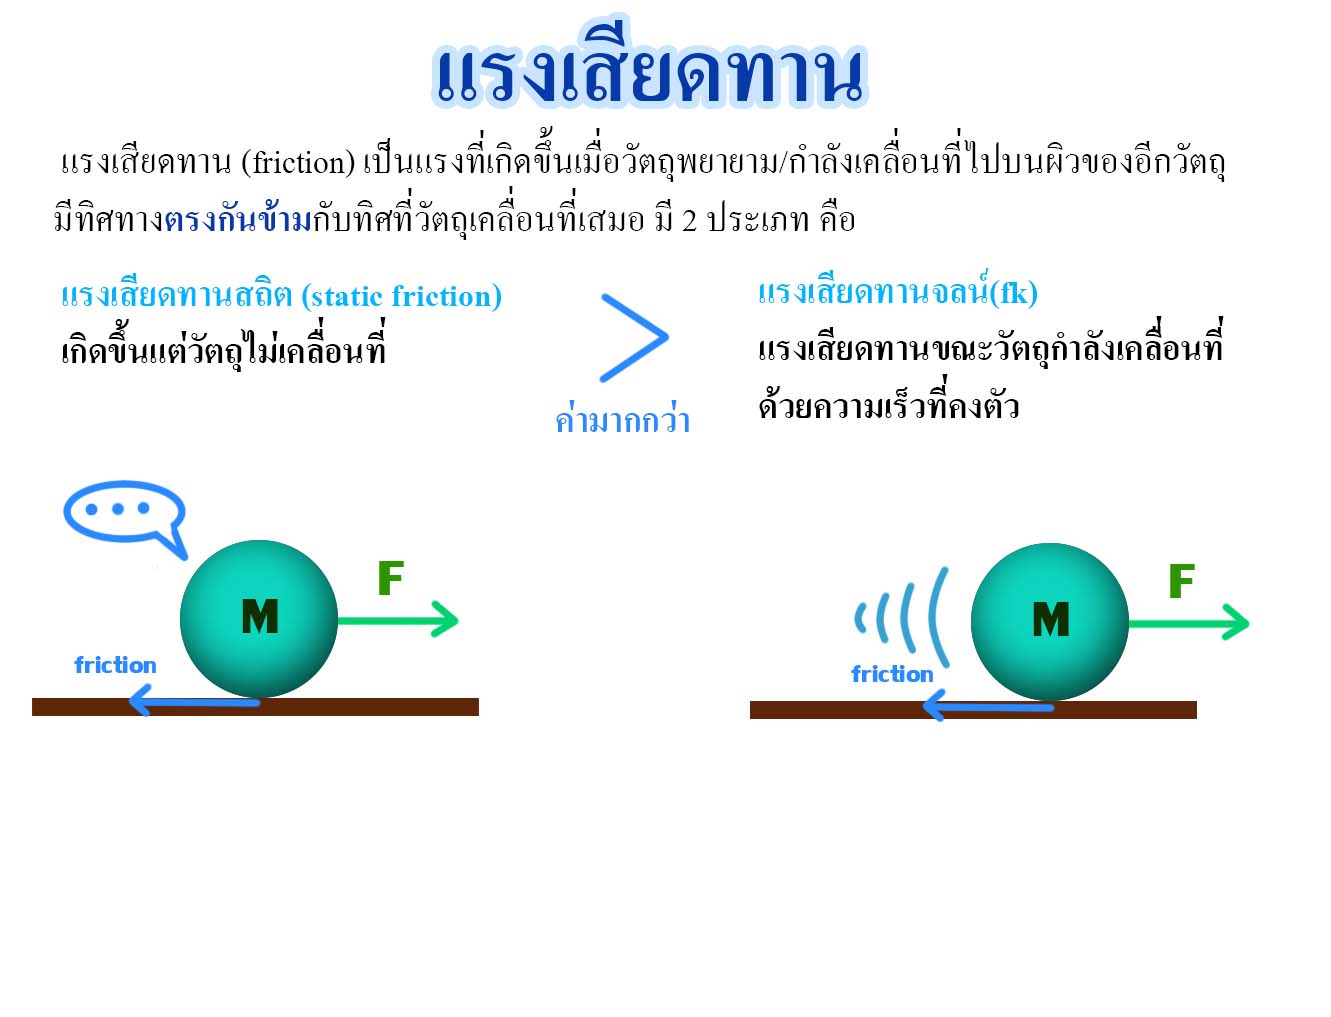 แรงเสียดทาน
แรงเสียดทาน (friction) เป็นแรงที่เกิดขึ้นเมื่อวัตถุพยายาม/กำลังเคลื่อนที่ไปบนผิวของอีกวัตถุ
มีทิศทางตรงกันข้ามกับทิศที่วัตถุเคลื่อนที่เสมอ มี 2 ประเภท คือ
แรงเสียดทานสถิต (static friction)
เกิดขึ้นแต่วัตถุไม่เคลื่อนที่
ค่ามากกว่า
แรงเสียดทานจลน์(fk)
แรงเสียดทานขณะวัตถุกำลังเคลื่อนที่
ด้วยความเร็วที่คงตัว
F
M
friction
F
M
friction